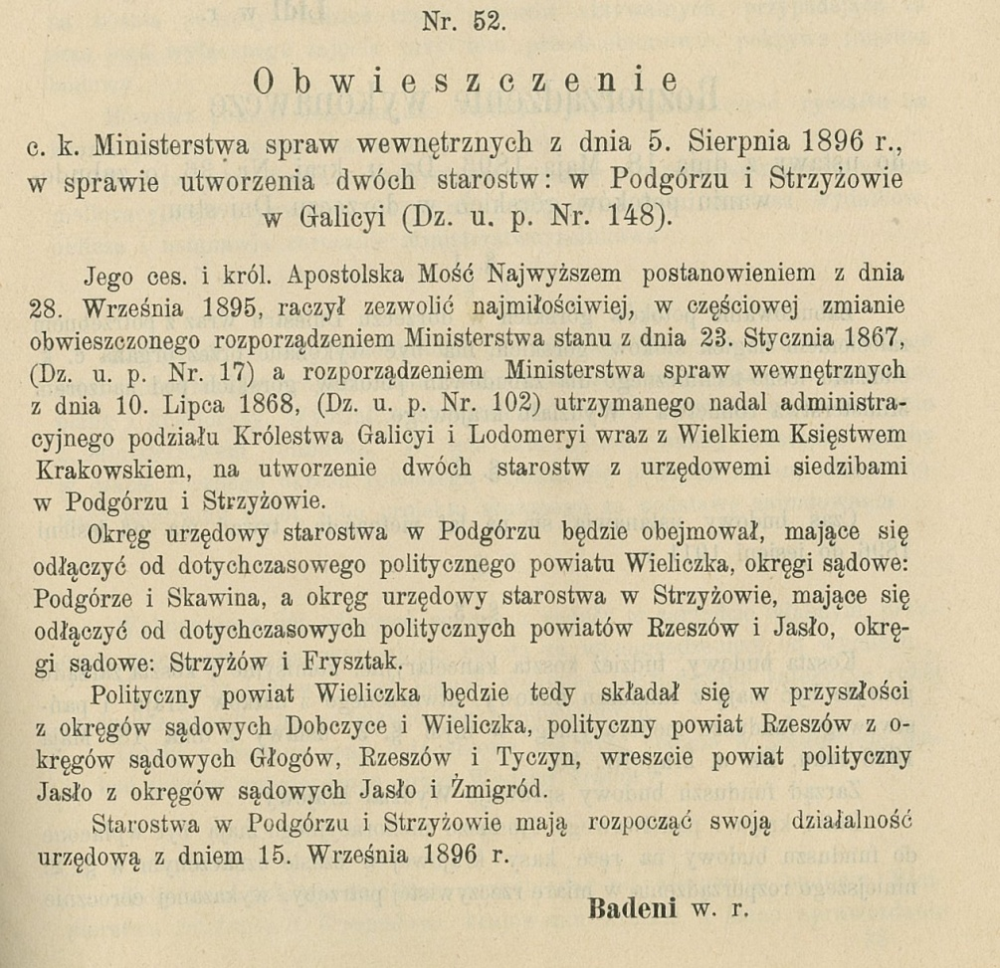 Nr. 52.
Obwieszczenie
c. k. Ministerstwa spraw wewnętrznych z dnia 5. Sierpnia 1896 r.,
w sprawie utworzenia dwóch starostw: w Podgórzu i Strzyżowie
w Galicyi (Dz. u. p. Nr. 148).
Jego ces. i król. Apostolska Mość Najwyższem postanowieniem z dnia
28. Września 1895, raczył zezwolić najmiłościwiej, w częściowej zmianie
obwieszczonego rozporządzeniem Ministerstwa stanu z dnia 23. Stycznia 1867,
(Dz. u. p. Nr. 17) a rozporządzeniem Ministerstwa spraw wewnętrznych
z dnia 10. Lipca 1868, (Dz. u. p. Nr. 102) utrzymanego nadal administra-
cyjnego podziału Królestwa Galicyi i Lodomeryi wraz z Wielkiem Księstwem
Krakowskiem, na utworzenie dwóch starostw z urzędowemi siedzibami
w Podgórzu i Strzyżowie.
Okręg urzędowy starostwa w Podgórzu będzie obejmował, mające się
odłączyć od dotychczasowego politycznego powiatu Wieliczka, okręgi sądowe:
Podgórze i Skawina, a okręg urzędowy starostwa w Strzyżowie, mające się
odłączyć od dotychczasowych politycznych powiatów Rzeszów i Jasło, okrę-
gi sądowe: Strzyżów i Frysztak.
Polityczny powiat Wieliczka będzie tedy składał się w przyszłości
z okręgów sądowych Dobczyce i Wieliczka, polityczny powiat Rzeszów z o-
kręgów sądowych Głogów, Rzeszów i Tyczyn, wreszcie powiat polityczny
Jasło z okręgów sądowych Jasło i Żmigród.
Starostwa w Podgórzu i Strzyżowie mają rozpocząć swoją działalność
urzędową z dniem 15. Września 1896 r.
Badeni w. r.